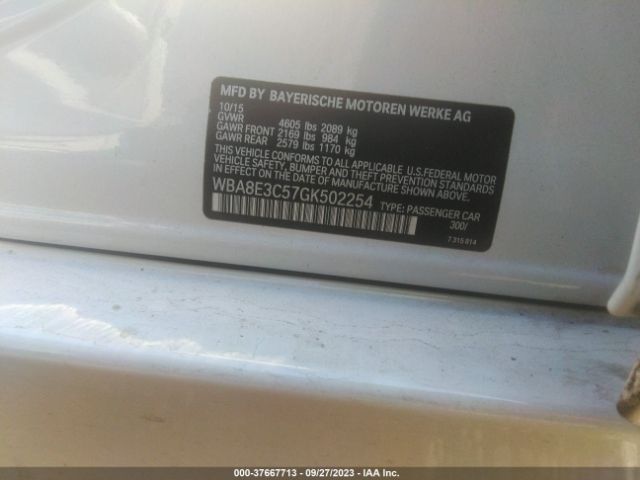 MFD BY BAYERISCHE MOTOREN WERKE AG
10/15
GVWR 4605 lbs 2089 kg
GAWR FRONT 2169 lbs 984 kg
GAWR REAR 2579 lbs 1170 kg
THIS VEHICLE CONFORMS TO ALL APPLICABLE U.S.FEDERAL MOTOR
VEHICLE SAFETY, BUMPER, AND THEFT PREVENTION STANDARDS IN EFFECT ON THE
DATE OF MANUFACTURE SHOWN ABOVE.
WBA8E3C57GK502254
TYPE: PASSENGER CAR
300/
7 315 814
000-37667713 - 09/27/2023 - IAA Inc.